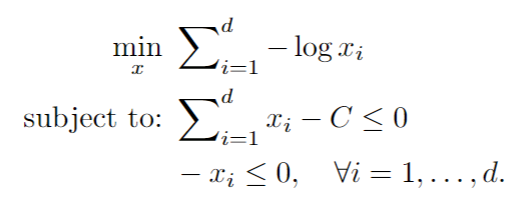 min_x ∑_{i=1}^{d} − log x_i
subject to: ∑_{i=1}^{d} x_i − C ≤ 0
− x_i ≤ 0, ∀i = 1, . . . , d.